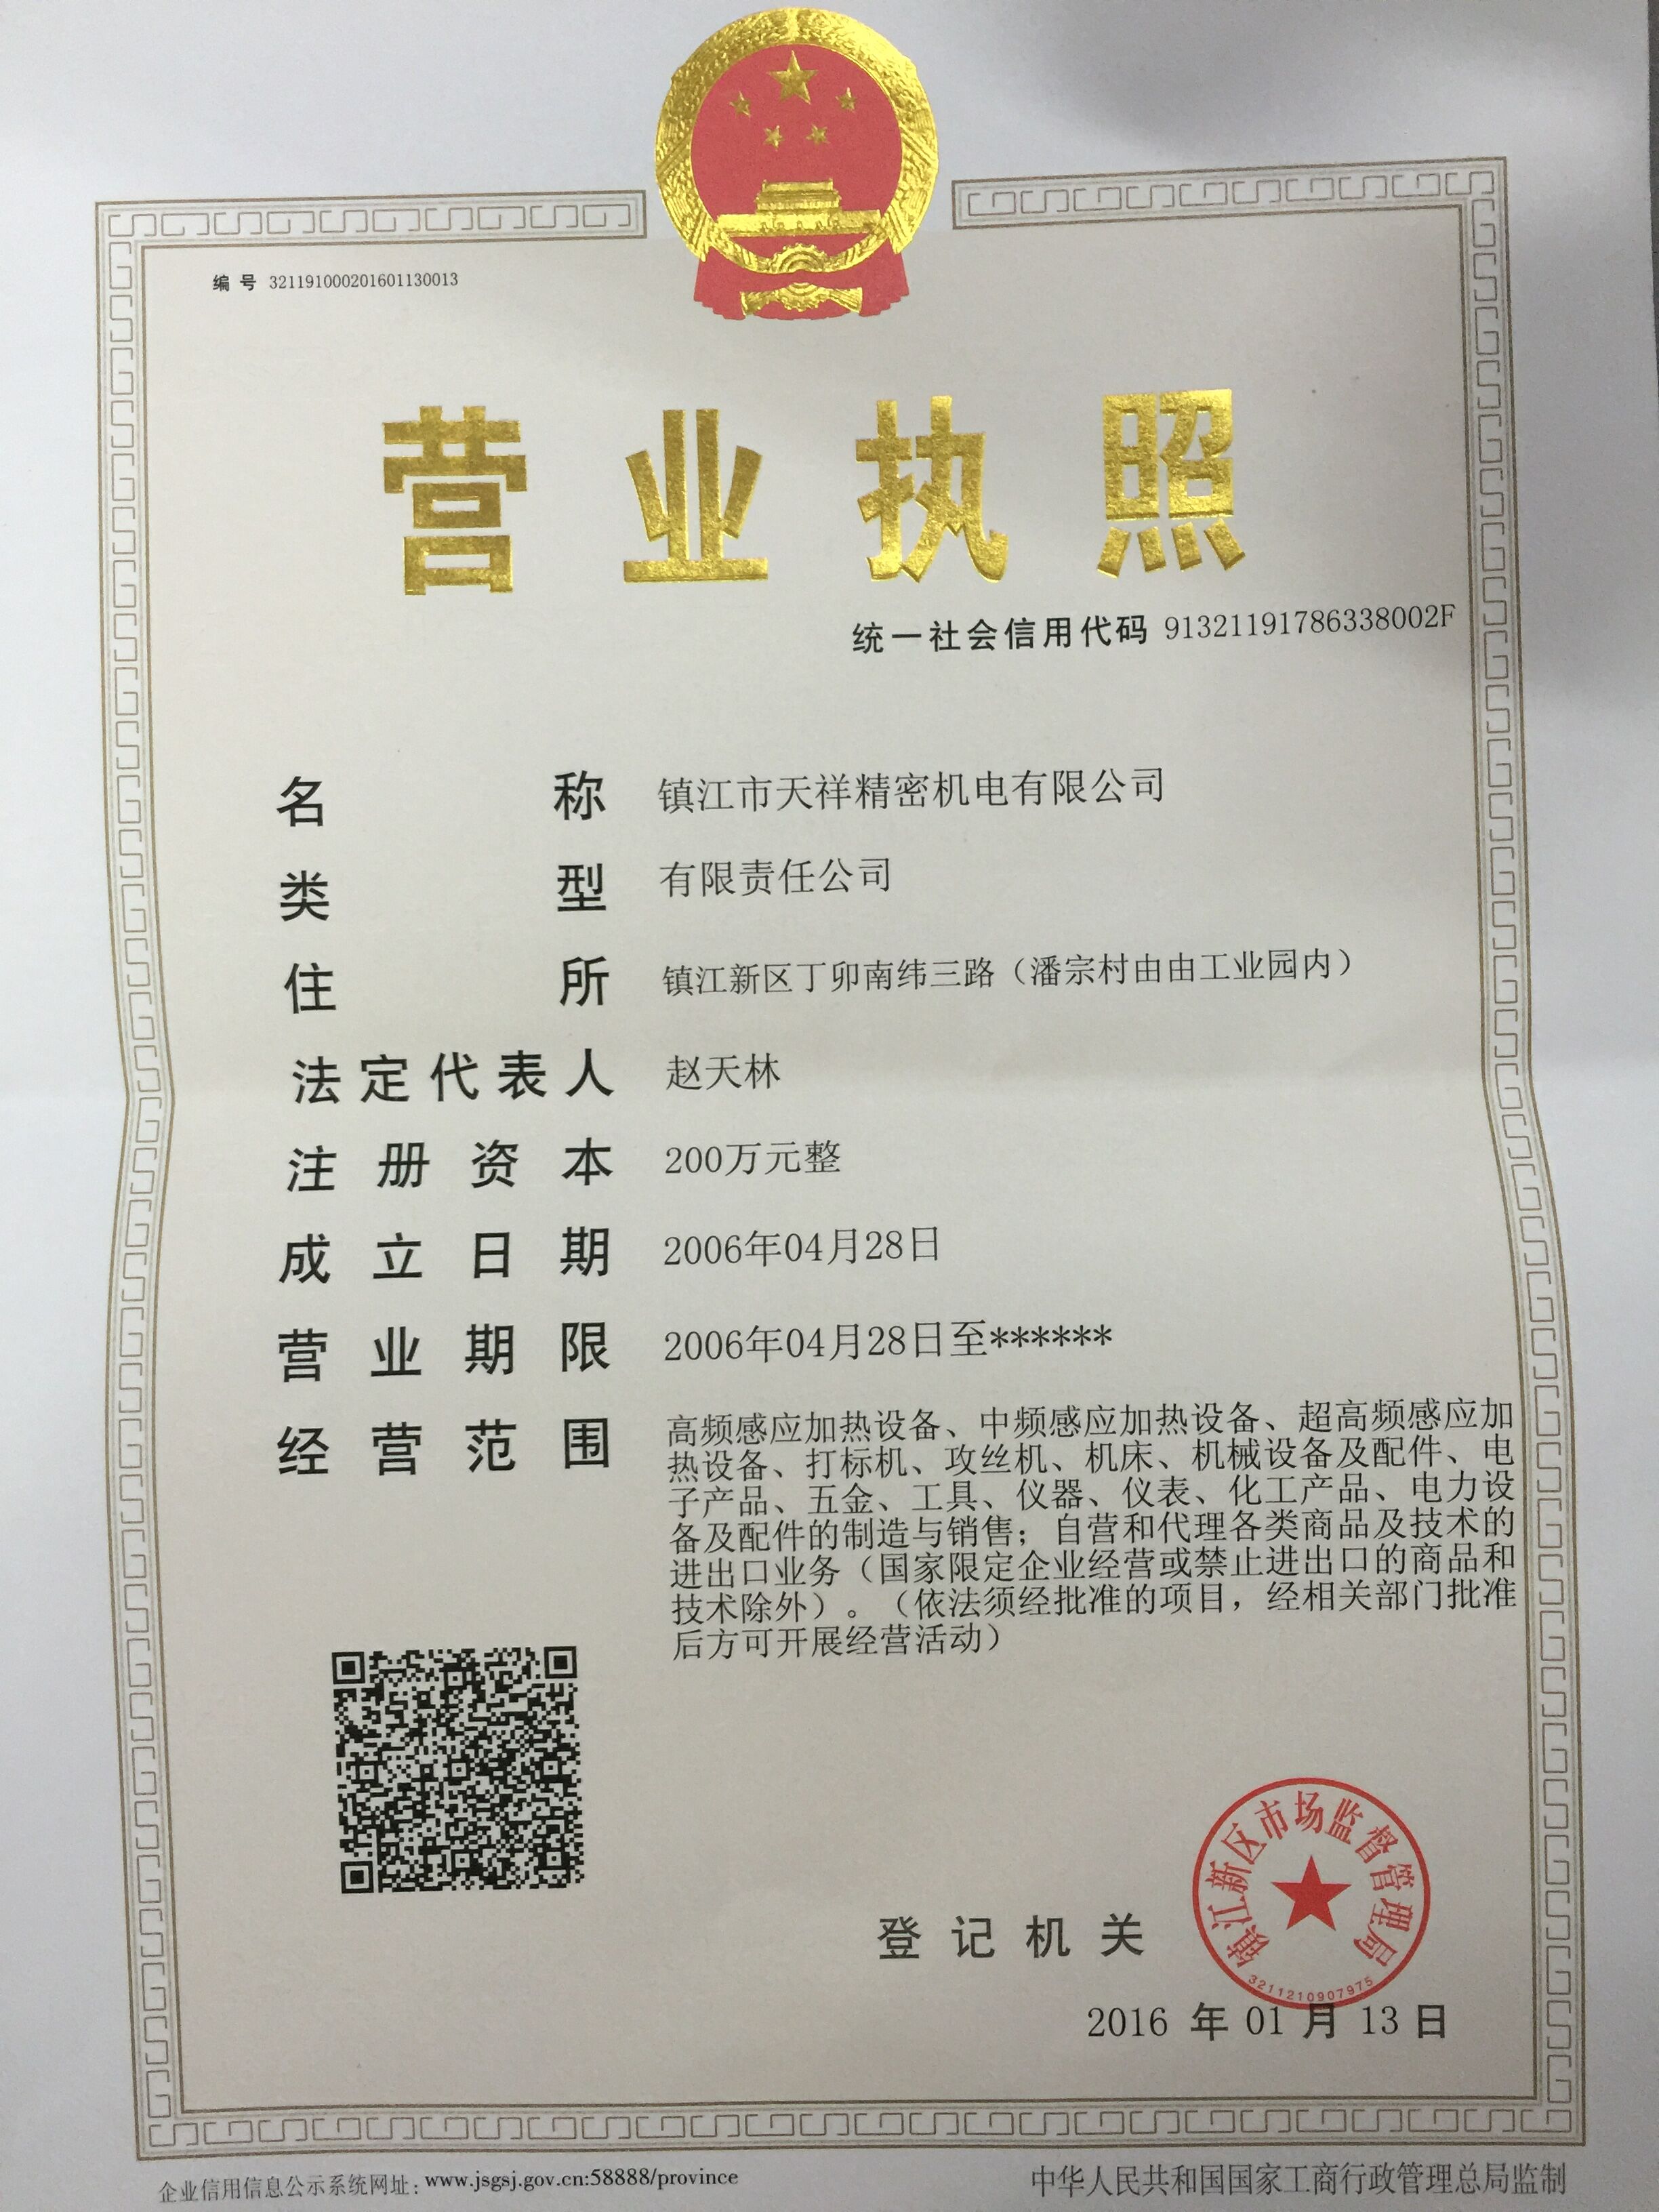 编号 321191000201601130013
营业执照
统一社会信用代码 91321191786338002F
名称 镇江市天祥精密机电有限公司
类型 有限责任公司
住所 镇江新区丁卯南纬三路（潘宗村由由工业园内）
法定代表人 赵天林
注册资本 200万元整
成立日期 2006年04月28日
营业期限 2006年04月28日至******
经营范围 高频感应加热设备、中频感应加热设备、超高频感应加
热设备、打标机、攻丝机、机床、机械设备及配件、电
子产品、五金、工具、仪器、仪表、化工产品、电力设
备及配件的制造与销售；自营和代理各类商品及技术的
进出口业务（国家限定企业经营或禁止进出口的商品和
技术除外）。（依法须经批准的项目，经相关部门批准
后方可开展经营活动）
镇江新区市场监督管理局
3211210907975
登记机关
2016 年 01 月 13 日
企业信用信息公示系统网址：www.jsgsj.gov.cn:58888/province
中华人民共和国国家工商行政管理总局监制